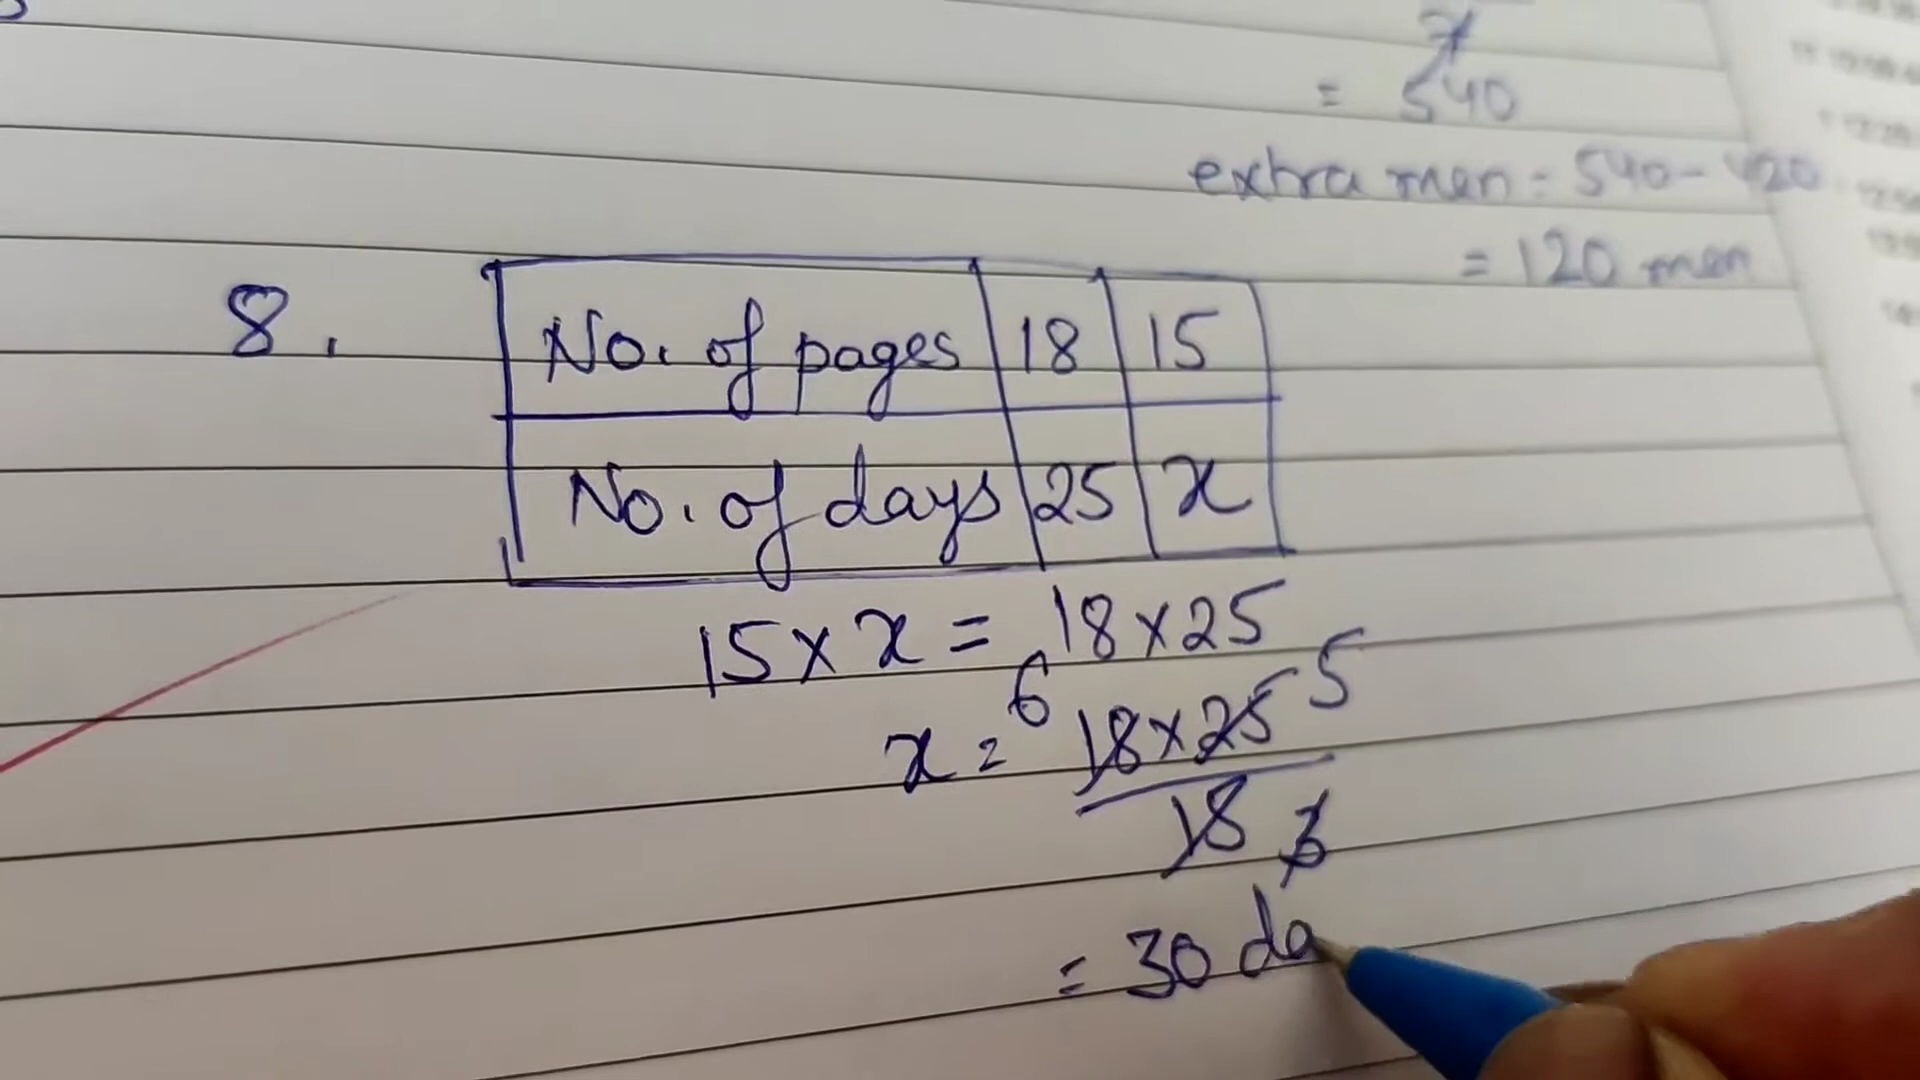 = 540
extra men = 540 - 420
= 120 men
8.
No. of pages 18 15
No. of days 25 x
15 × x = 18 × 25
x = 6 18 × 25 5
18 3
= 30 da